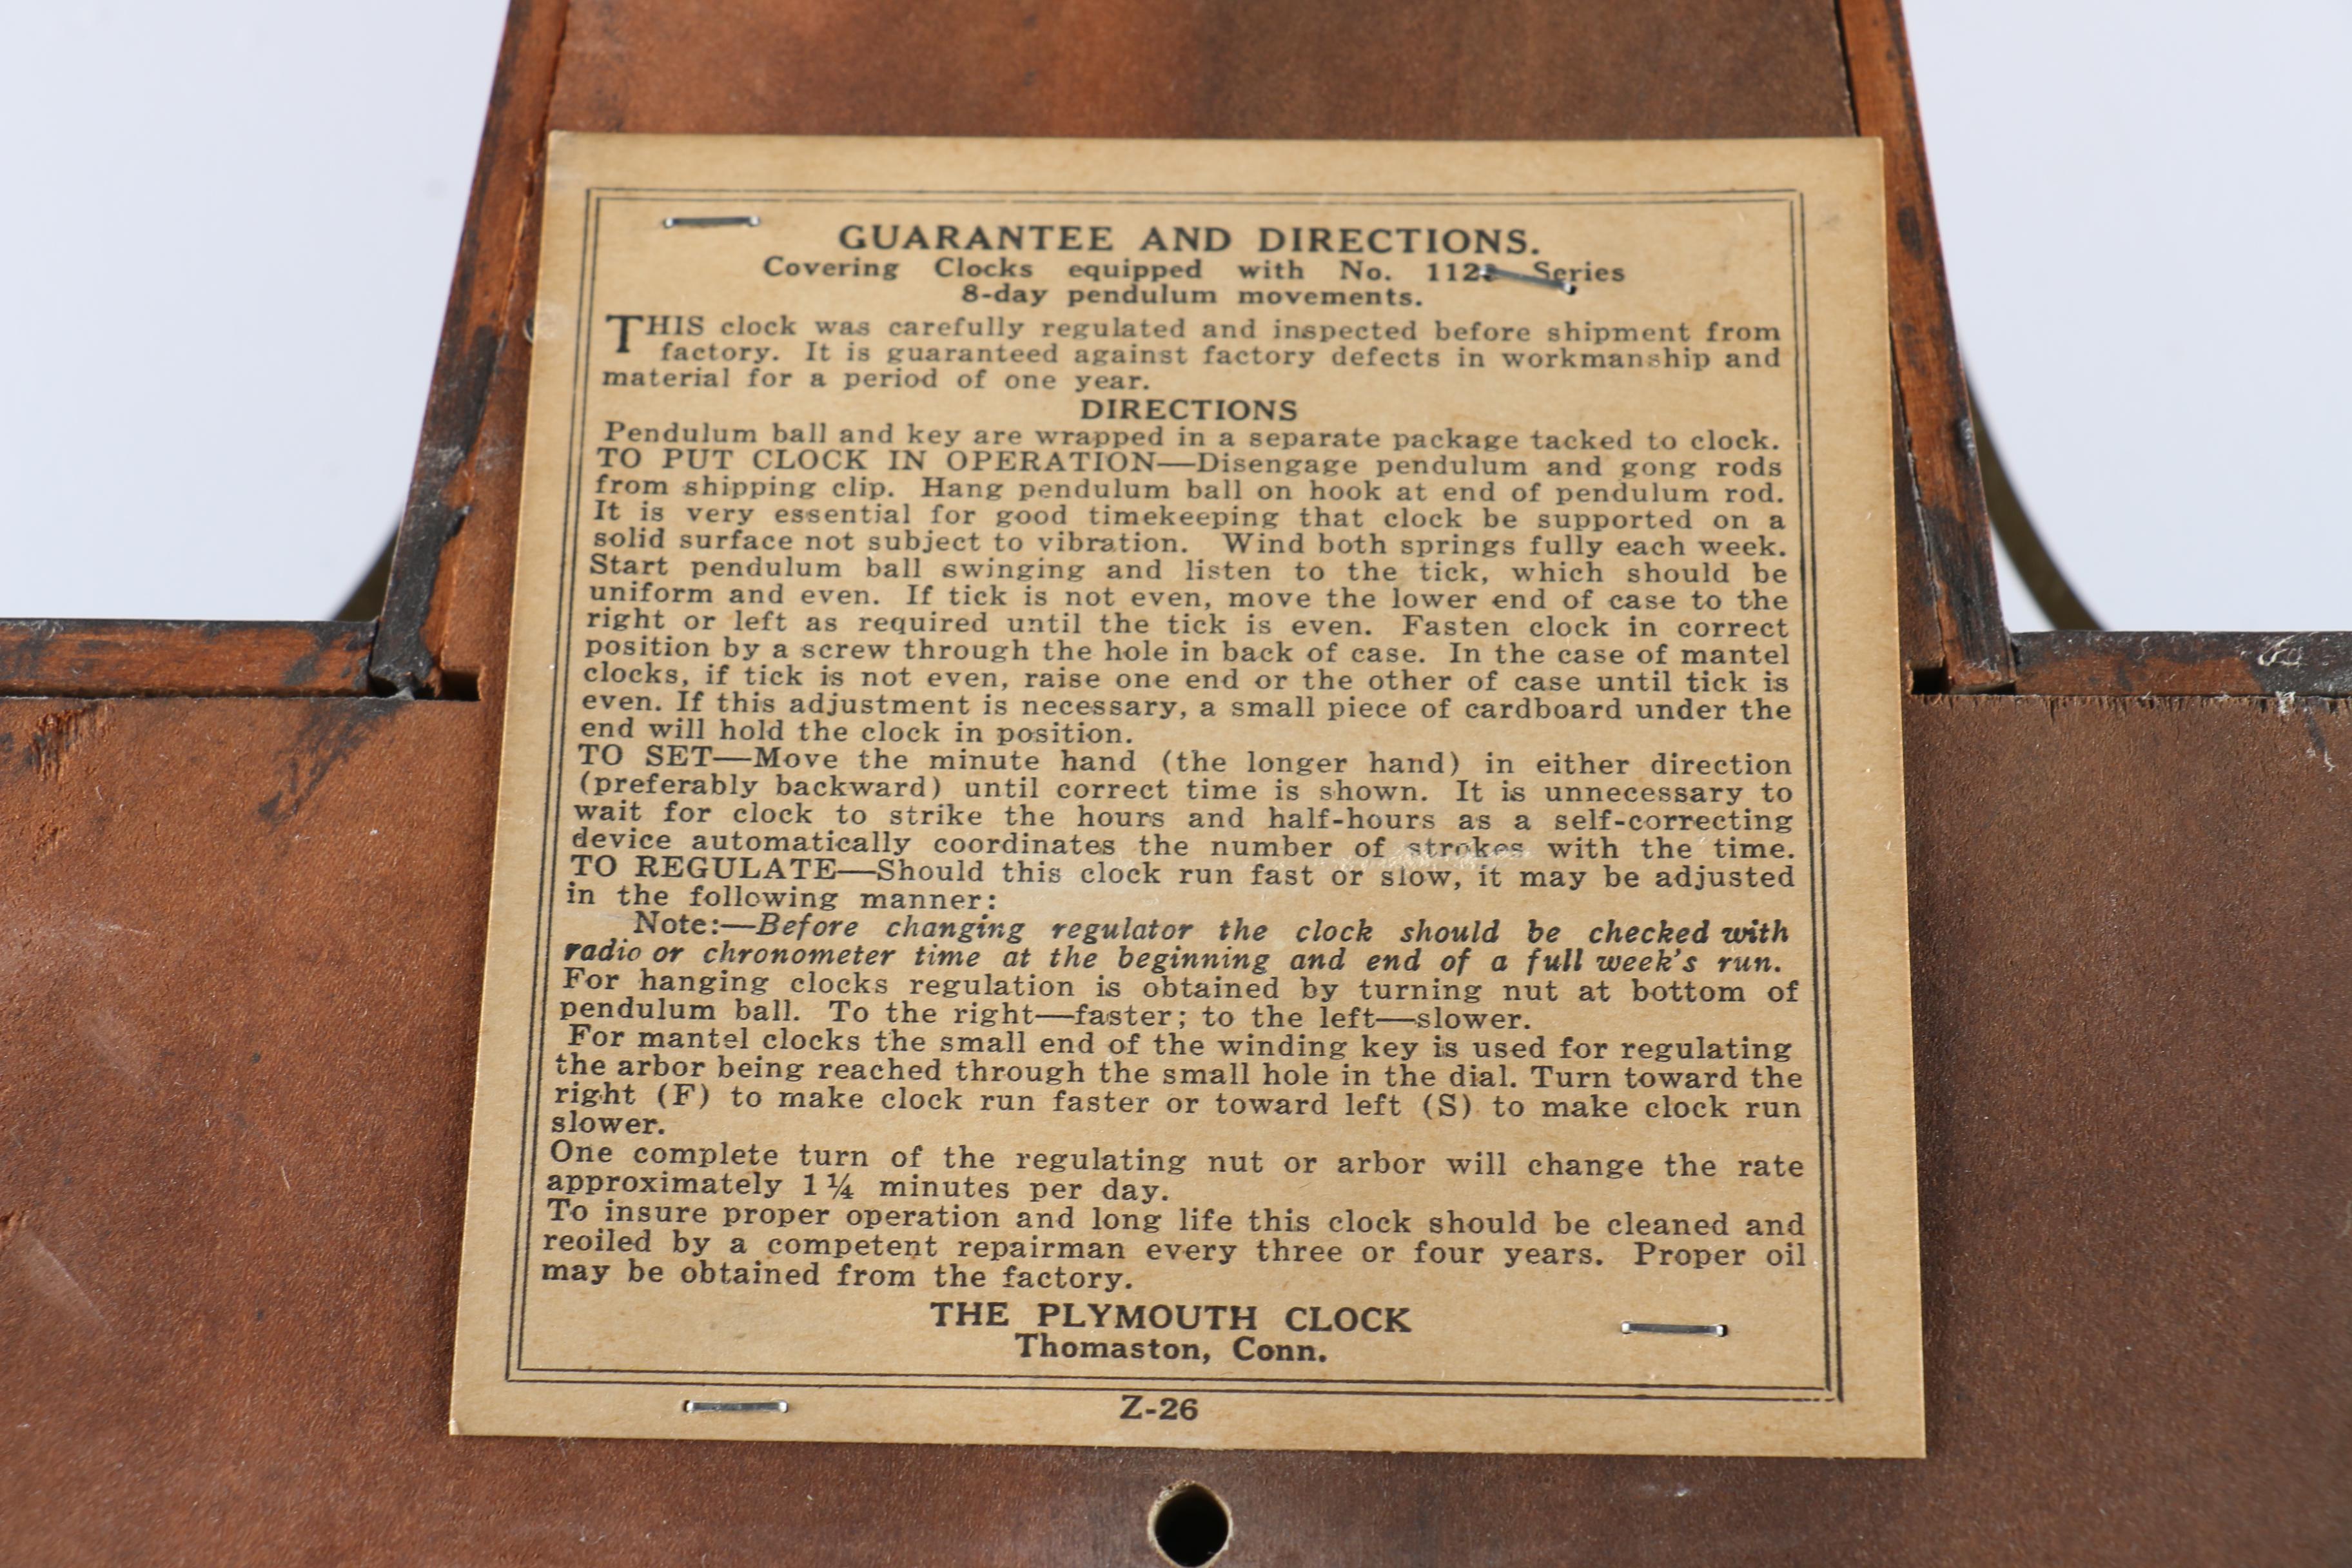 GUARANTEE AND DIRECTIONS.
Covering Clocks equipped with No. Series
8-day pendulum movements.
THIS clock was carefully regulated and inspected before shipment from
factory. It is guaranteed against factory defects in workmanship and
material for a period of one year.
DIRECTIONS
Pendulum ball and key are wrapped in a separate package tacked to clock.
TO PUT CLOCK IN OPERATION—Disengage pendulum and gong rods
from shipping clip. Hang pendulum ball on hook at end of pendulum rod.
It is very essential for good timekeeping that clock be supported on a
solid surface not subject to vibration. Wind both springs fully each week.
Start pendulum ball swinging and listen to the tick, which should be
uniform and even. If tick is not even, move the lower end of case to the
right or left as required until the tick is even. Fasten clock in correct
position by a screw through the hole in back of case. In the case of mantel
clocks, if tick is not even, raise one end or the other of case until tick is
even. If this adjustment is necessary, a small piece of cardboard under the
end will hold the clock in position.
TO SET—Move the minute hand (the longer hand) in either direction
(preferably backward) until correct time is shown. It is unnecessary to
wait for clock to strike the hours and half-hours as a self-correcting
device automatically coordinates the number of strokes with the time.
TO REGULATE—Should this clock run fast or slow, it may be adjusted
in the following manner:
Note:—Before changing regulator the clock should be checked with
radio or chronometer time at the beginning and end of a full week's run.
For hanging clocks regulation is obtained by turning nut at bottom of
pendulum ball. To the right—faster; to the left—slower.
For mantel clocks the small end of the winding key is used for regulating
the arbor being reached through the small hole in the dial. Turn toward the
right (F) to make clock run faster or toward left (S) to make clock run
slower.
One complete turn of the regulating nut or arbor will change the rate
approximately 1¼ minutes per day.
To insure proper operation and long life this clock should be cleaned and
reoiled by a competent repairman every three or four years. Proper oil
may be obtained from the factory.
THE PLYMOUTH CLOCK
Thomaston, Conn.
Z-26